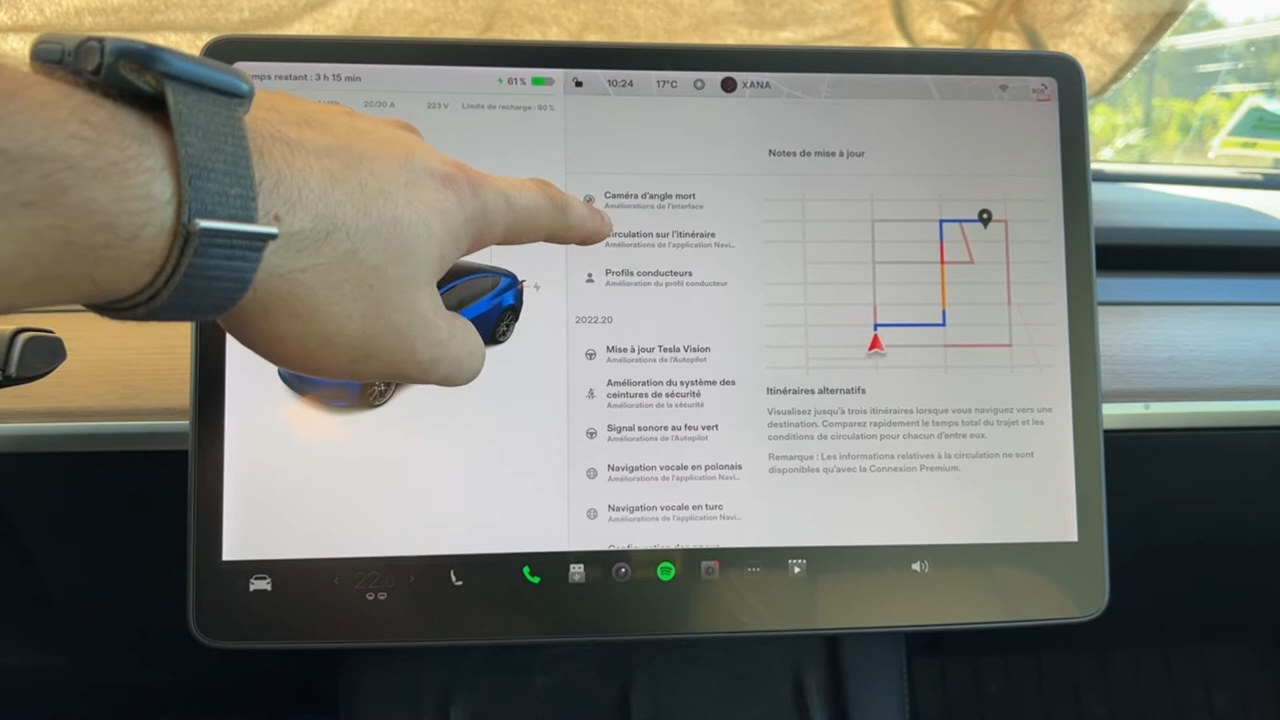 mps restant : 3 h 15 min
61 %
10:24
17°C
XANA
SOS
20/20 A
223 V
Limite de recharge : 90 %
Notes de mise à jour
Caméra d'angle mort
Améliorations de l'interface
irculation sur l'itinéraire
Améliorations de l'application Navi...
Profils conducteurs
Amélioration du profil conducteur
2022.20
Mise à jour Tesla Vision
Améliorations de l'Autopilot
Amélioration du système des
ceintures de sécurité
Amélioration de la sécurité
Signal sonore au feu vert
Améliorations de l'Autopilot
Navigation vocale en polonais
Améliorations de l'application Navi...
Navigation vocale en turc
Améliorations de l'application Navi...
Itinéraires alternatifs
Visualisez jusqu'à trois itinéraires lorsque vous naviguez vers une
destination. Comparez rapidement le temps total du trajet et les
conditions de circulation pour chacun d'entre eux.
Remarque : Les informations relatives à la circulation ne sont
disponibles qu'avec la Connexion Premium.
22.0